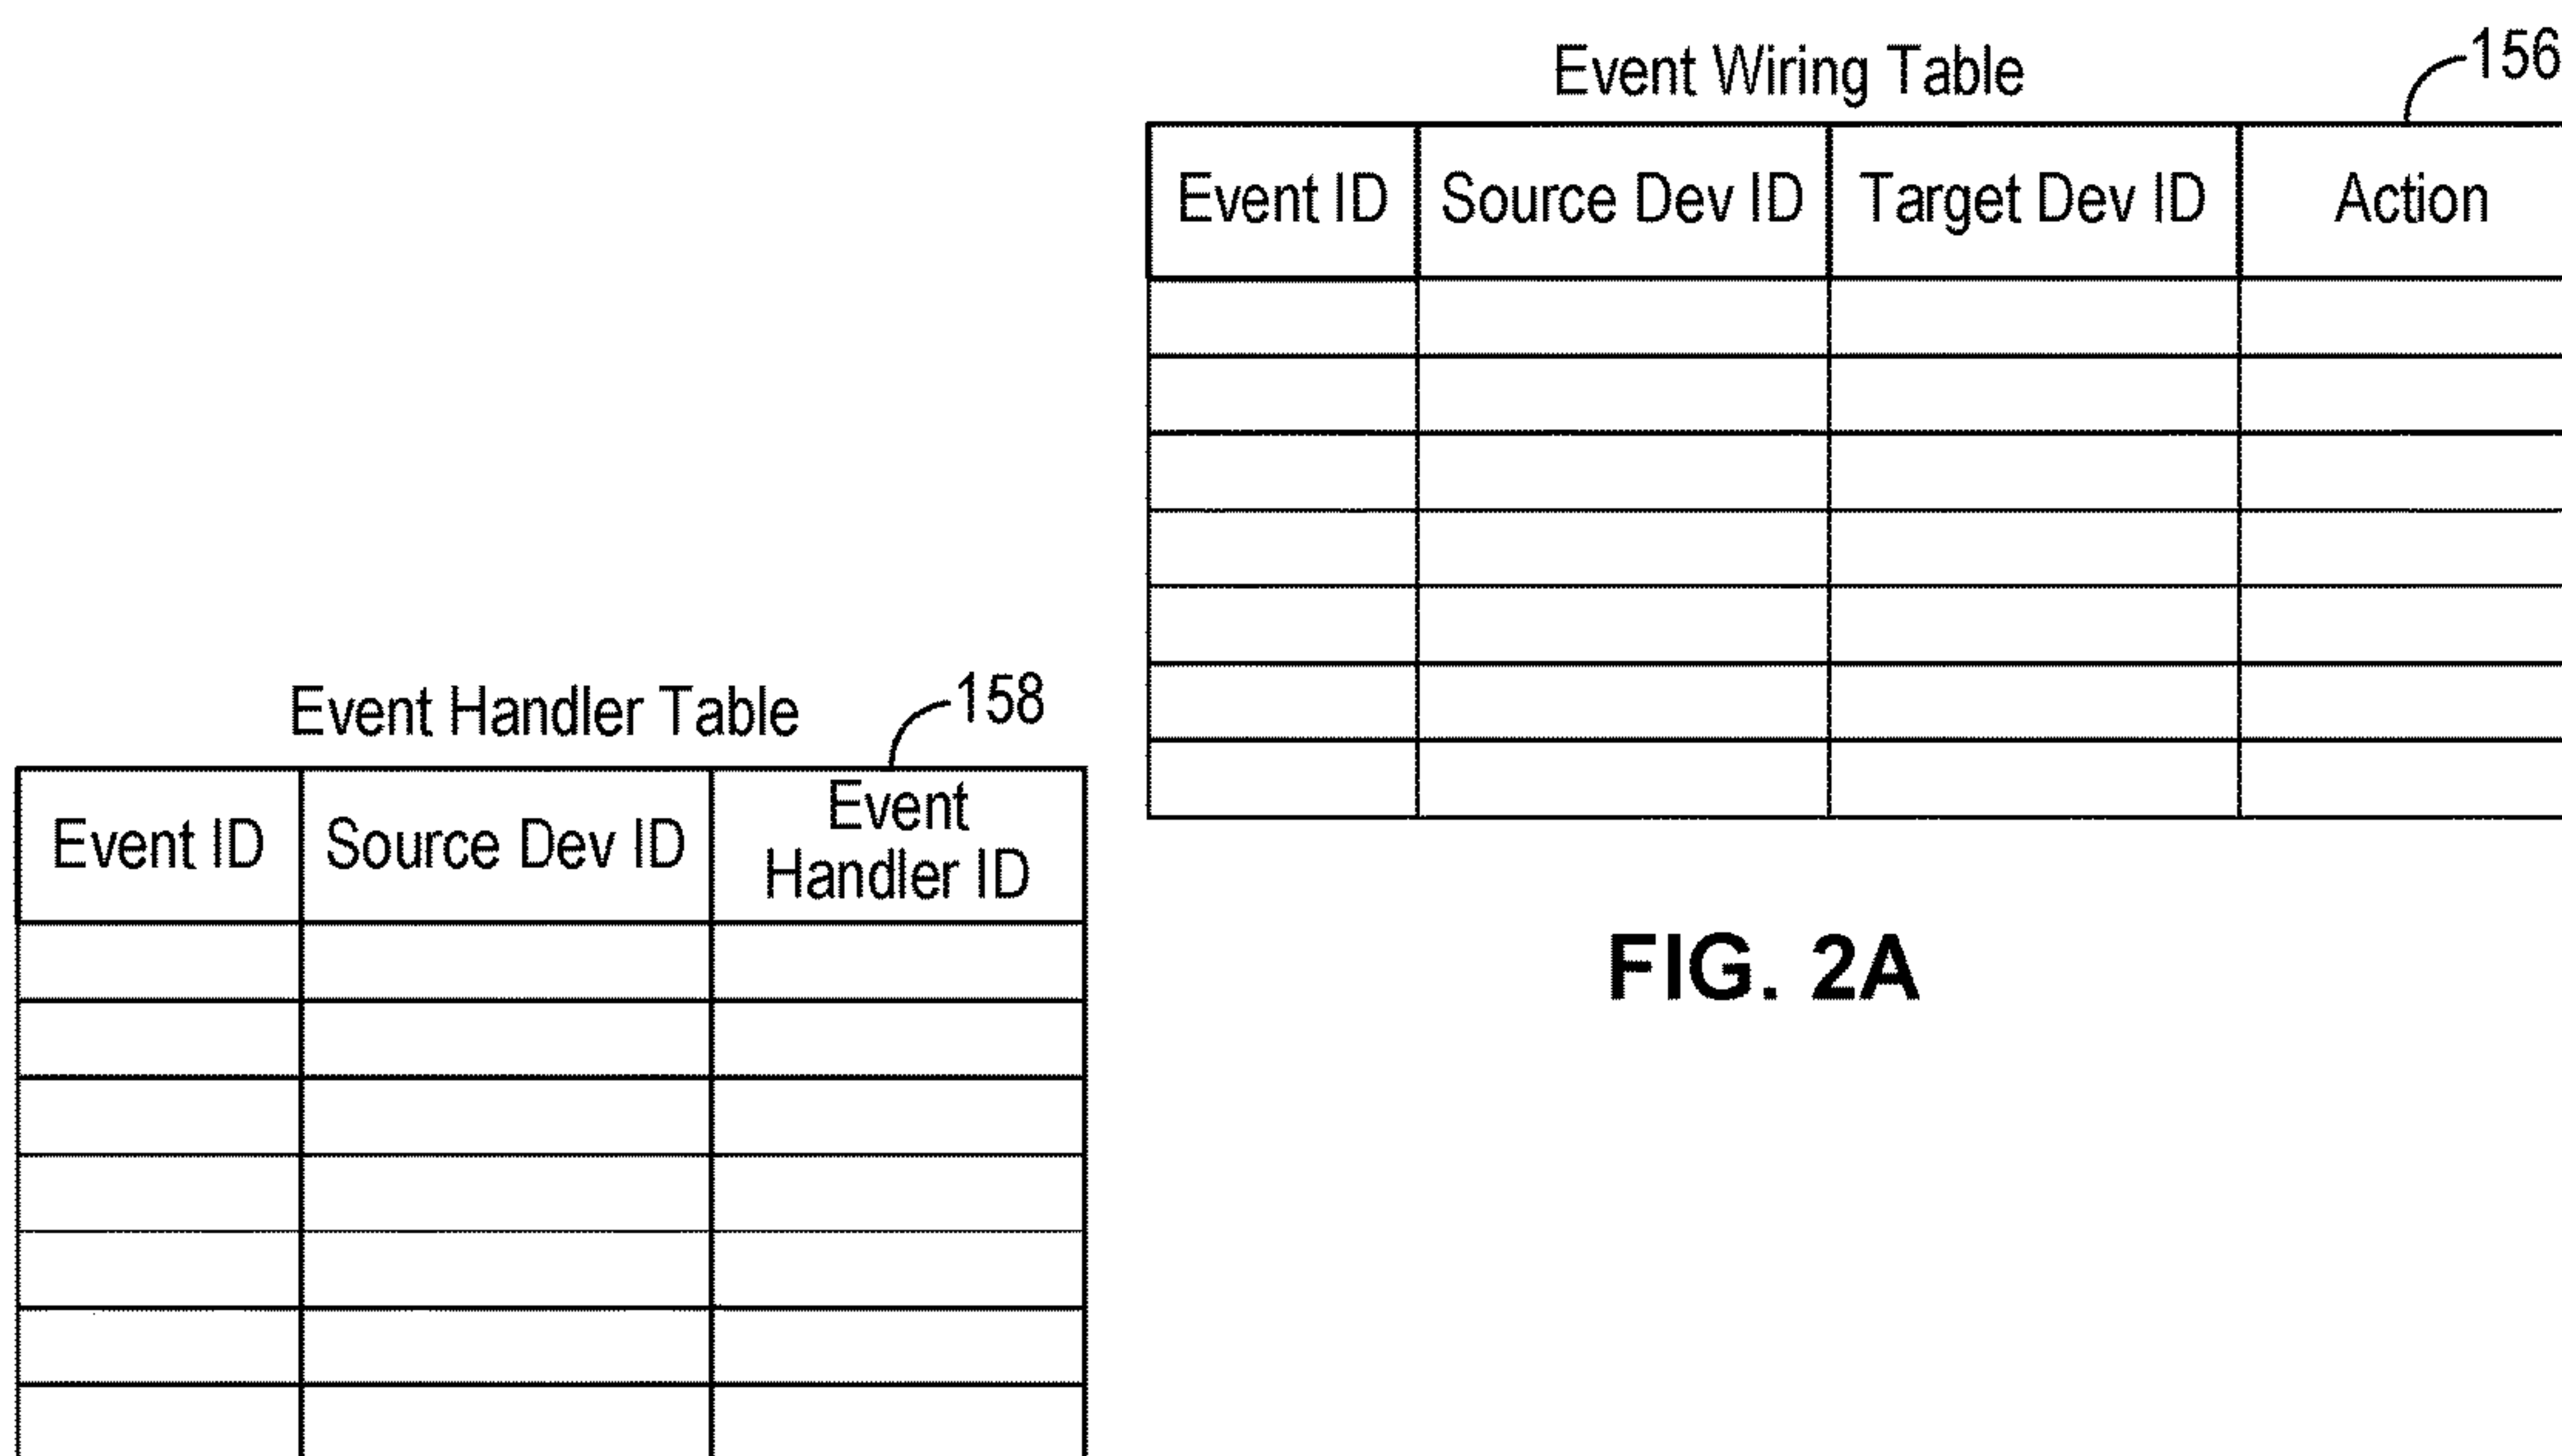 Event Wiring Table
156
Event ID
Source Dev ID
Target Dev ID
Action
FIG. 2A
Event Handler Table
158
Event ID
Source Dev ID
Event
Handler ID